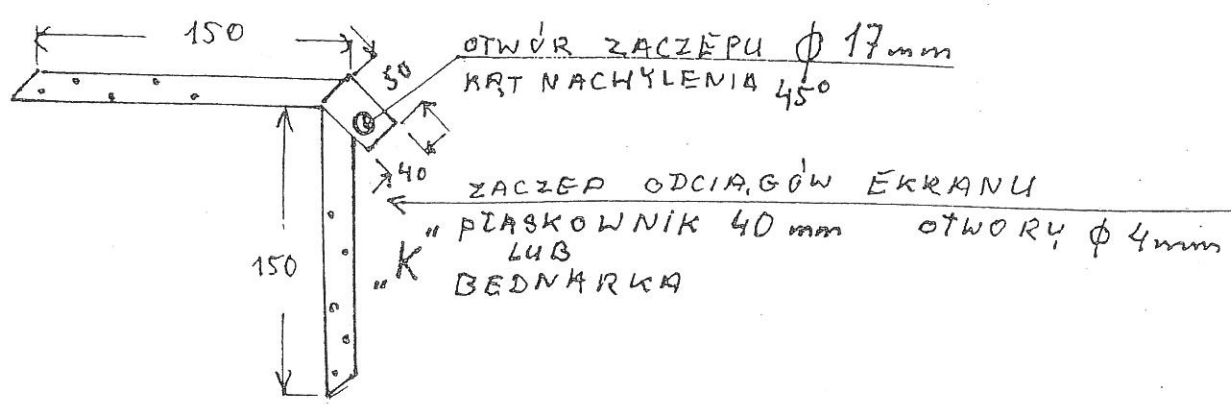 150
50
OTWÓR ZACZEPU ϕ 17mm
KĄT NACHYLENIA 45°
40
ZACZEP ODCIĄGÓW EKRANU
„K" PŁASKOWNIK 40 mm OTWORY ϕ 4mm
LUB
BEDNARKA
150